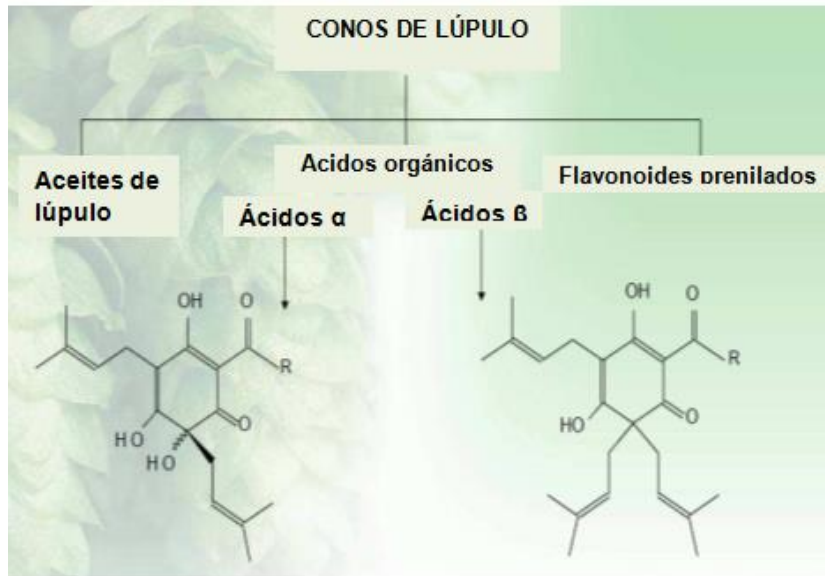 CONOS DE LÚPULO
Aceites de
lúpulo
Acidos orgánicos
Flavonoides prenilados
Ácidos α
Ácidos ß
OH
O
R
O
HO
HO
OH
O
R
O
HO